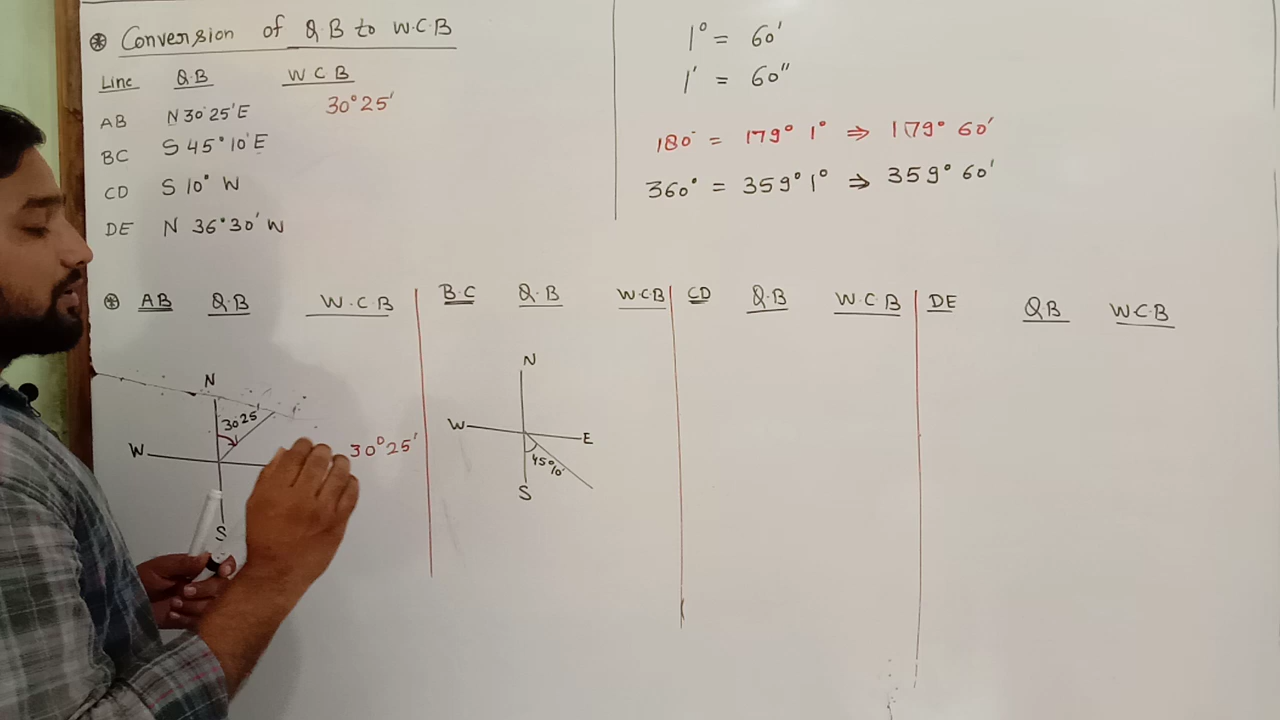 Conversion of Q.B to W.C.B
Line Q.B W C B
AB N 30°25'E 30°25'
BC S 45°10'E
CD S 10° W
DE N 36°30' W
1° = 60'
1' = 60"
180° = 179° 1° ⇒ 179° 60'
360° = 359° 1° ⇒ 359° 60'
AB Q.B W.C.B
N
30°25'
W
S
30°25'
B.C Q.B W.C.B
N
W E
45°10'
S
CD Q.B W.C.B
DE QB W.C.B